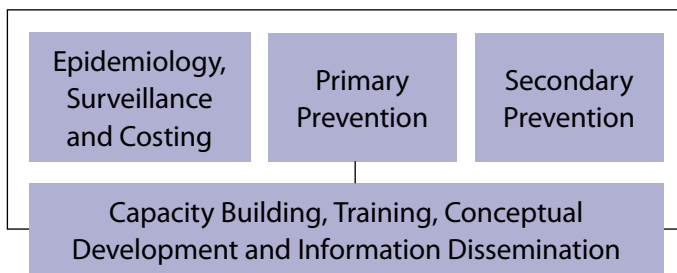 Epidemiology,
Surveillance
and Costing
Primary
Prevention
Secondary
Prevention
Capacity Building, Training, Conceptual
Development and Information Dissemination